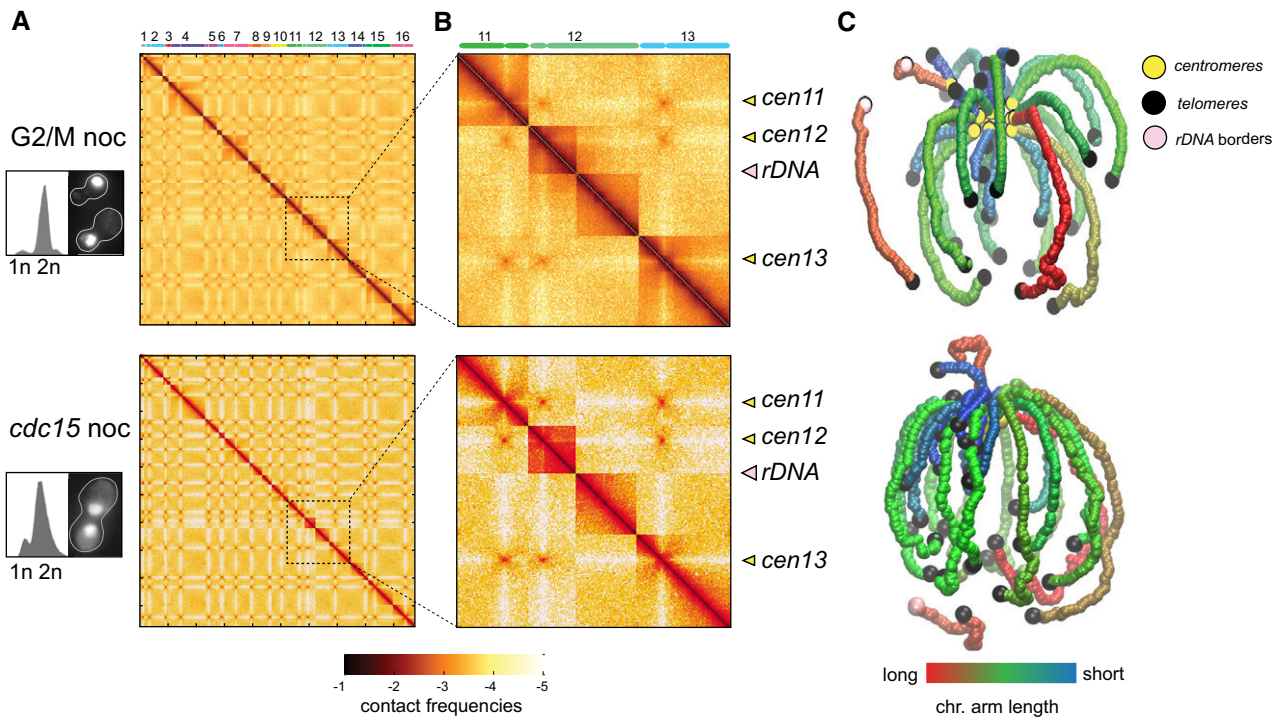 A
B
C
1 2 3 4 5 6 7 8 9 10 11 12 13 14 15 16
11 12 13
G2/M noc
1n 2n
cen11
cen12
rDNA
cen13
centromeres
telomeres
rDNA borders
cdc15 noc
1n 2n
cen11
cen12
rDNA
cen13
-1 -2 -3 -4 -5
contact frequencies
long short
chr. arm length